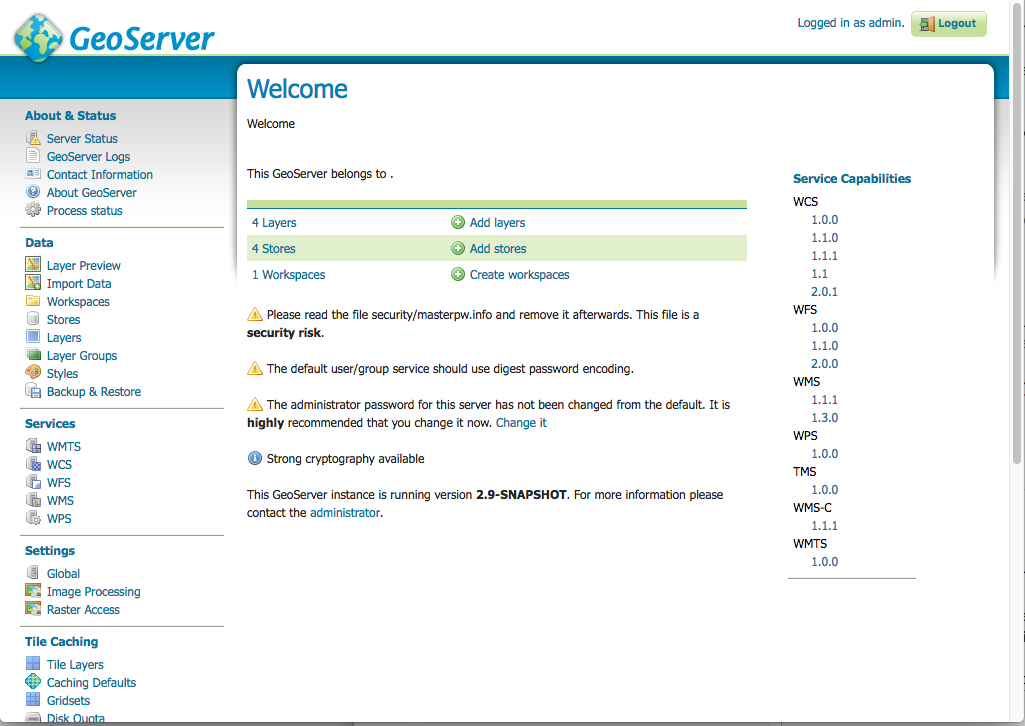 GeoServer
Logged in as admin.
Logout
About & Status
Server Status
GeoServer Logs
Contact Information
About GeoServer
Process status
Data
Layer Preview
Import Data
Workspaces
Stores
Layers
Layer Groups
Styles
Backup & Restore
Services
WMTS
WCS
WFS
WMS
WPS
Settings
Global
Image Processing
Raster Access
Tile Caching
Tile Layers
Caching Defaults
Gridsets
Disk Quota
Welcome
Welcome
This GeoServer belongs to .
4 Layers Add layers
4 Stores Add stores
1 Workspaces Create workspaces
Please read the file security/masterpw.info and remove it afterwards. This file is a
security risk.
The default user/group service should use digest password encoding.
The administrator password for this server has not been changed from the default. It is
highly recommended that you change it now. Change it
Strong cryptography available
This GeoServer instance is running version 2.9-SNAPSHOT. For more information please
contact the administrator.
Service Capabilities
WCS
1.0.0
1.1.0
1.1.1
1.1
2.0.1
WFS
1.0.0
1.1.0
2.0.0
WMS
1.1.1
1.3.0
WPS
1.0.0
TMS
1.0.0
WMS-C
1.1.1
WMTS
1.0.0